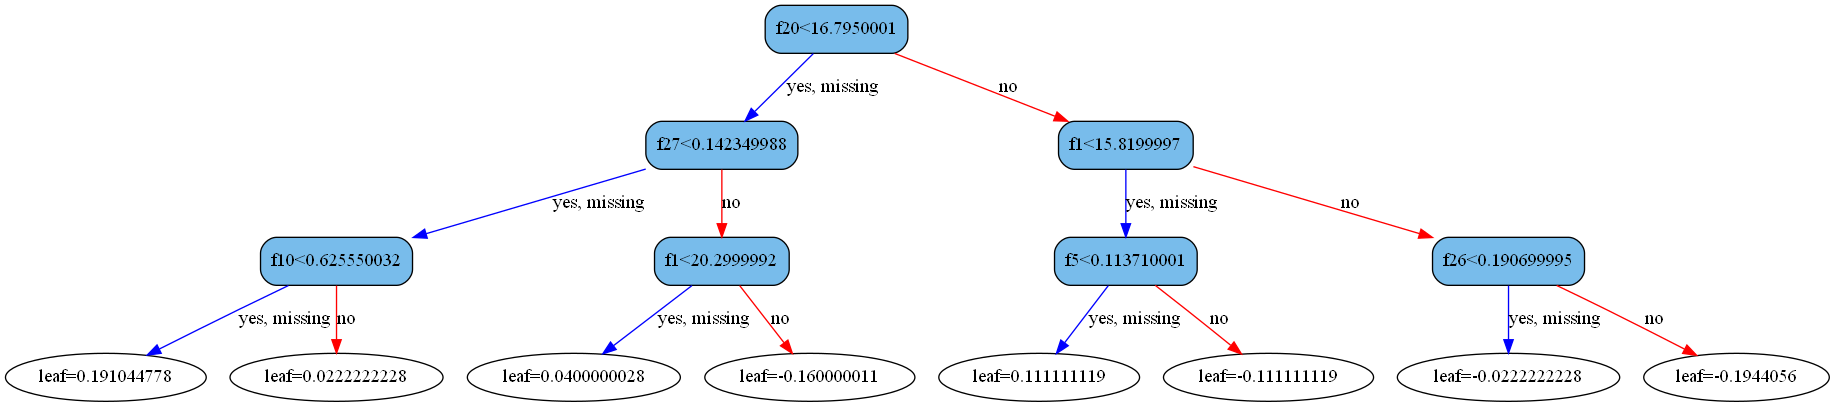 f20<16.7950001
yes, missing
no
f27<0.142349988
f1<15.8199997
yes, missing
no
yes, missing
no
f10<0.625550032
f1<20.2999992
f5<0.113710001
f26<0.190699995
yes, missing
no
yes, missing
no
yes, missing
no
yes, missing
no
leaf=0.191044778
leaf=0.0222222228
leaf=0.0400000028
leaf=-0.160000011
leaf=0.111111119
leaf=-0.111111119
leaf=-0.0222222228
leaf=-0.1944056